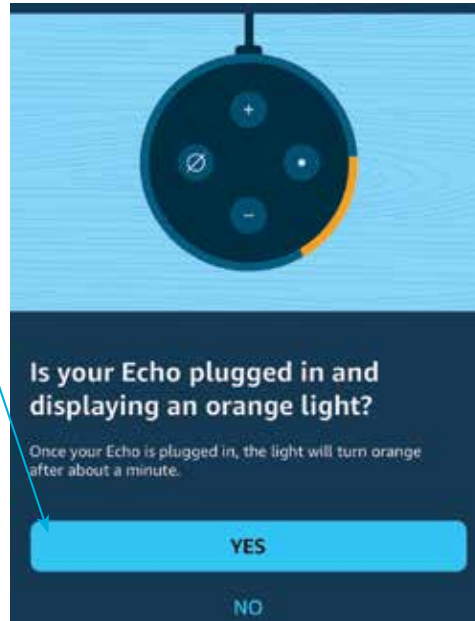 +
−
Is your Echo plugged in and
displaying an orange light?
Once your Echo is plugged in, the light will turn orange
after about a minute.
YES
NO